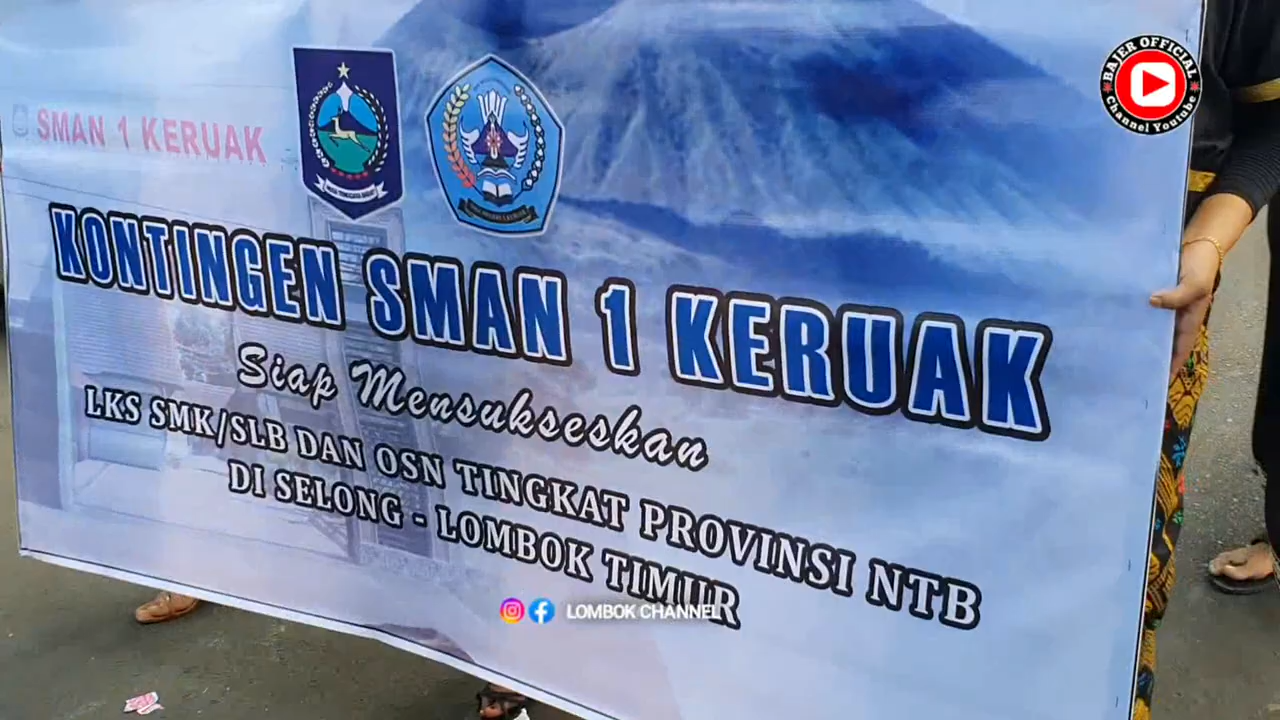 BAJER OFFICIAL
Channel Youtube
SMAN 1 KERUAK
KONTINGEN SMAN 1 KERUAK
Siap Mensukseskan
LKS SMK/SLB DAN OSN TINGKAT PROVINSI NTB
DI SELONG - LOMBOK TIMUR
LOMBOK CHANNEL